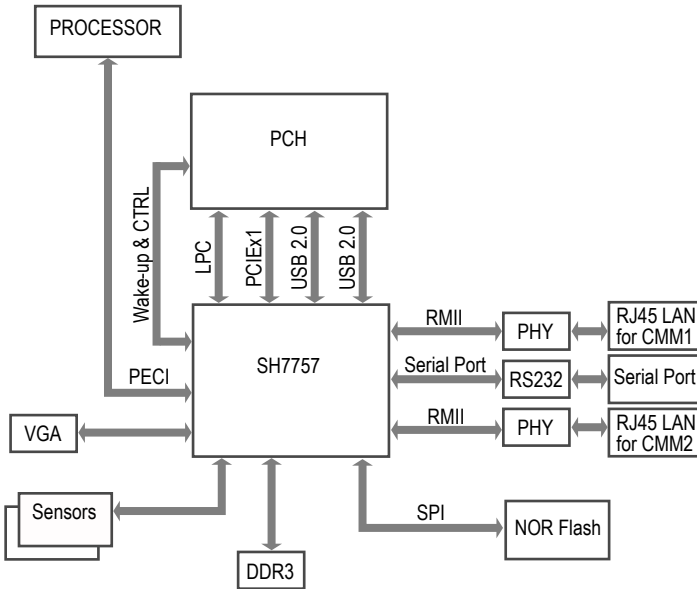 PROCESSOR
PCH
Wake-up & CTRL
LPC
PCIEx1
USB 2.0
USB 2.0
SH7757
PECI
VGA
Sensors
DDR3
RMII
PHY
RJ45 LAN
for CMM1
Serial Port
RS232
Serial Port
RMII
PHY
RJ45 LAN
for CMM2
SPI
NOR Flash